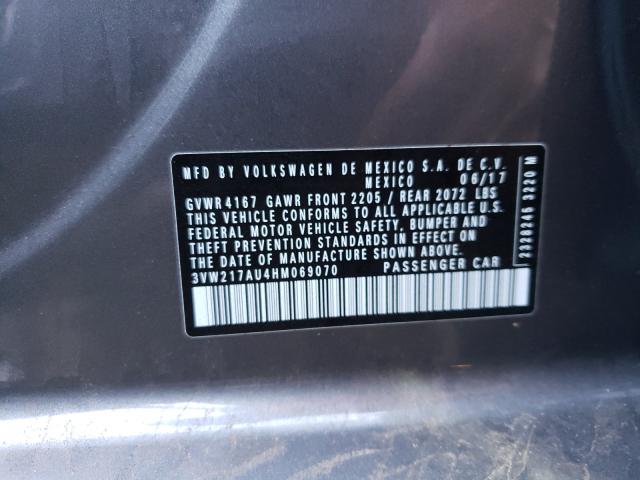 MFD BY VOLKSWAGEN DE MEXICO S.A. DE C.V.
MEXICO 06/17
GVWR 4167 GAWR FRONT 2205 / REAR 2072 LBS
THIS VEHICLE CONFORMS TO ALL APPLICABLE U.S.
FEDERAL MOTOR VEHICLE SAFETY, BUMPER AND
THEFT PREVENTION STANDARDS IN EFFECT ON
THE DATE OF MANUFACTURE SHOWN ABOVE.
3VW217AU4HM069070 PASSENGER CAR
2328246 3220 M